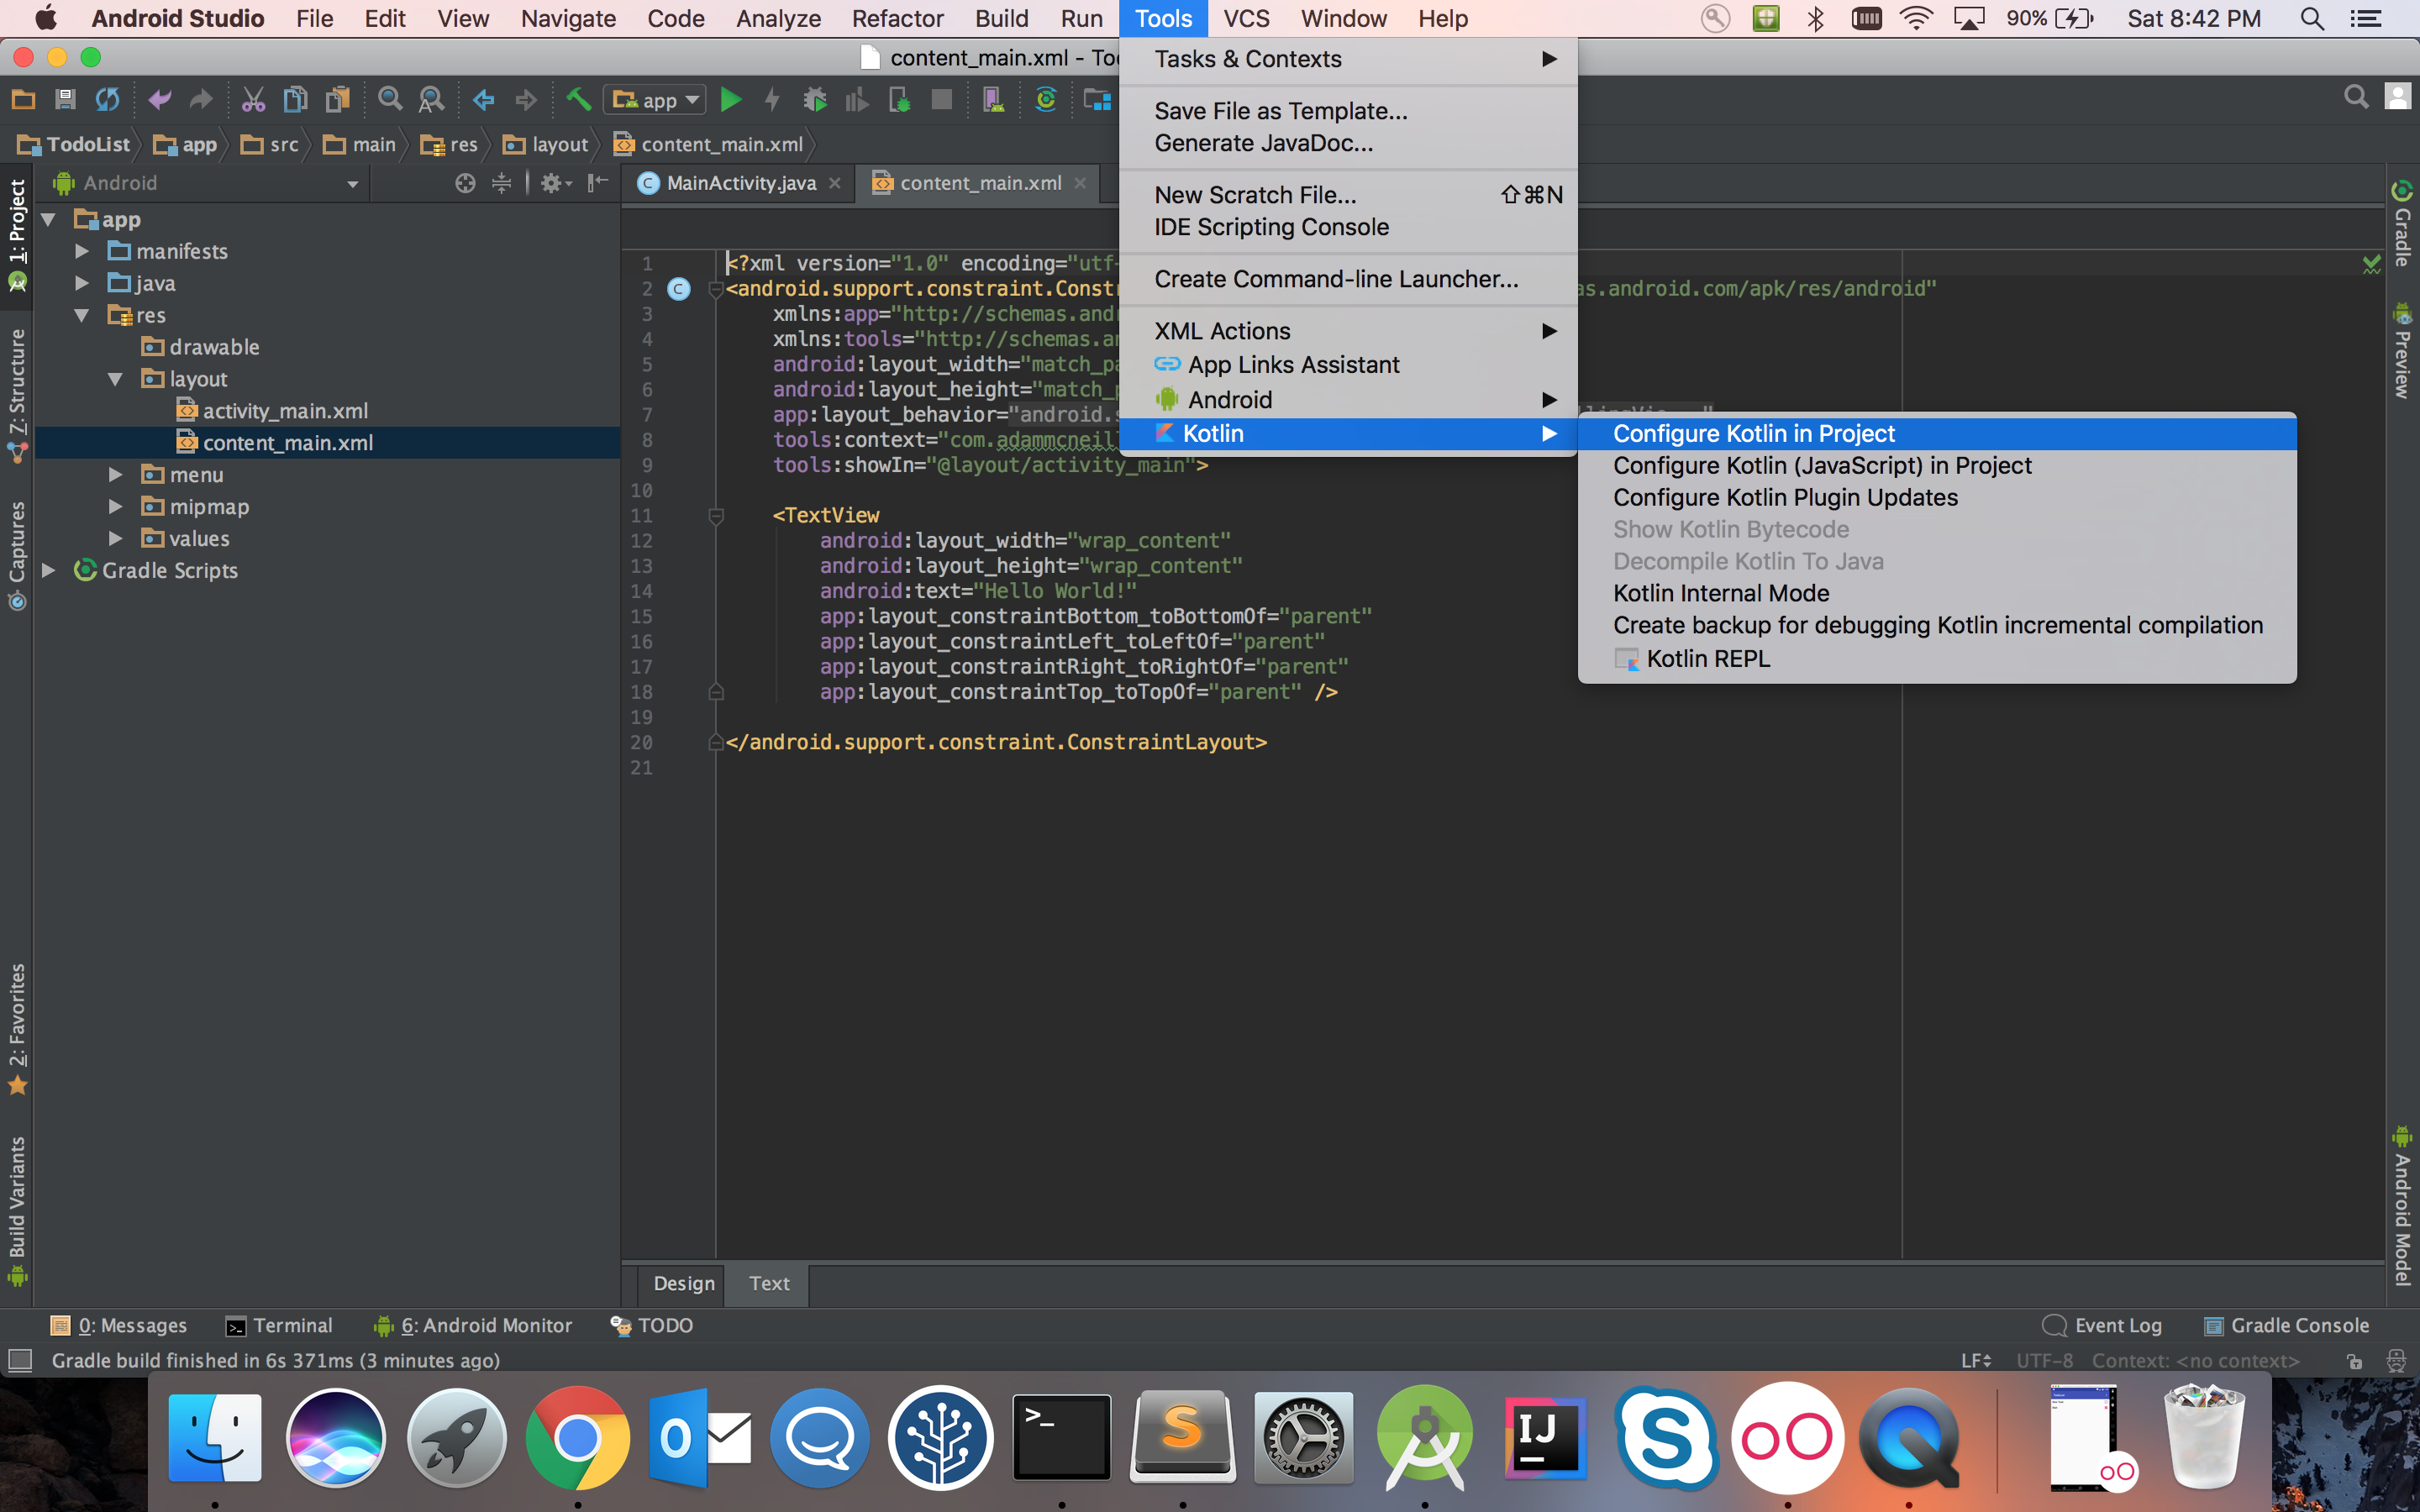 Android Studio File Edit View Navigate Code Analyze Refactor Build Run Tools VCS Window Help 90% Sat 8:42 PM
content_main.xml - To
app
TodoList app src main res layout content_main.xml
Android
MainActivity.java content_main.xml
app
manifests
java
res
drawable
layout
activity_main.xml
content_main.xml
menu
mipmap
values
Gradle Scripts
1: Project
Z: Structure
Captures
2: Favorites
Build Variants
1 <?xml version="1.0" encoding="utf-
2 <android.support.constraint.Constr as.android.com/apk/res/android"
3 xmlns:app="http://schemas.andr
4 xmlns:tools="http://schemas.an
5 android:layout_width="match_pa
6 android:layout_height="match_p
7 app:layout_behavior="android.s
8 tools:context="com.adammcneill
9 tools:showIn="@layout/activity_main">
10
11 <TextView
12 android:layout_width="wrap_content"
13 android:layout_height="wrap_content"
14 android:text="Hello World!"
15 app:layout_constraintBottom_toBottomOf="parent"
16 app:layout_constraintLeft_toLeftOf="parent"
17 app:layout_constraintRight_toRightOf="parent"
18 app:layout_constraintTop_toTopOf="parent" />
19
20 </android.support.constraint.ConstraintLayout>
21
Tasks & Contexts
Save File as Template...
Generate JavaDoc...
New Scratch File... ⇧⌘N
IDE Scripting Console
Create Command-line Launcher...
XML Actions
App Links Assistant
Android
Kotlin
Configure Kotlin in Project
Configure Kotlin (JavaScript) in Project
Configure Kotlin Plugin Updates
Show Kotlin Bytecode
Decompile Kotlin To Java
Kotlin Internal Mode
Create backup for debugging Kotlin incremental compilation
Kotlin REPL
Gradle
Preview
Android Model
Design Text
0: Messages Terminal 6: Android Monitor TODO Event Log Gradle Console
Gradle build finished in 6s 371ms (3 minutes ago) LF UTF-8 Context: <no context>
IJ